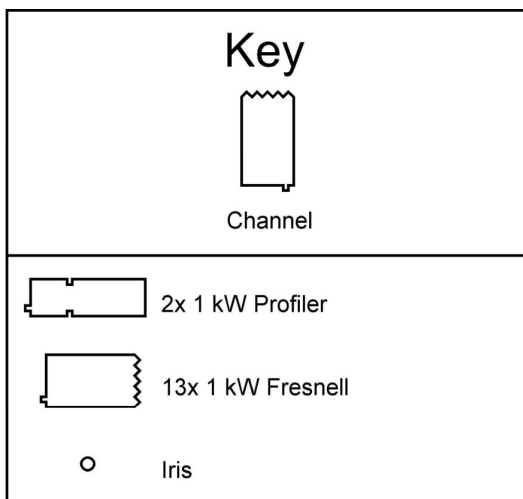 Key
Channel
2x 1 kW Profiler
13x 1 kW Fresnell
Iris